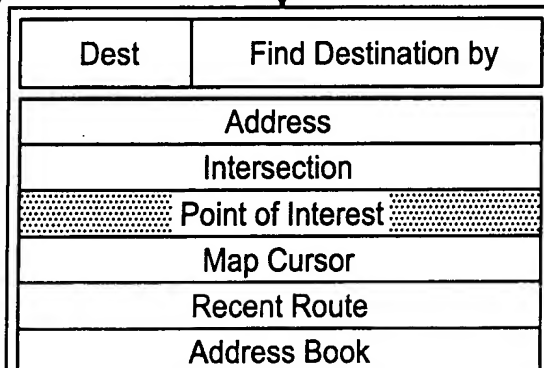 Dest Find Destination by
Address
Intersection
Point of Interest
Map Cursor
Recent Route
Address Book